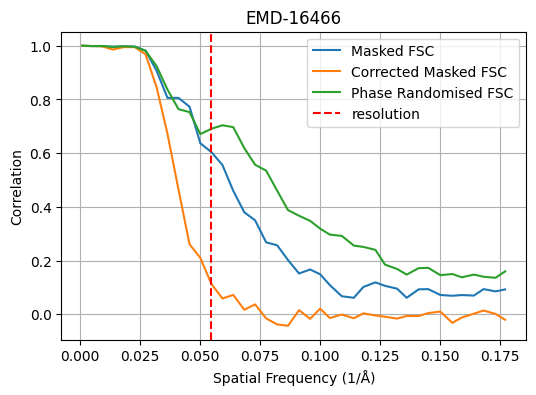 EMD-16466
Masked FSC
Corrected Masked FSC
Phase Randomised FSC
resolution
Correlation
1.0
0.8
0.6
0.4
0.2
0.0
0.000 0.025 0.050 0.075 0.100 0.125 0.150 0.175
Spatial Frequency (1/Å)